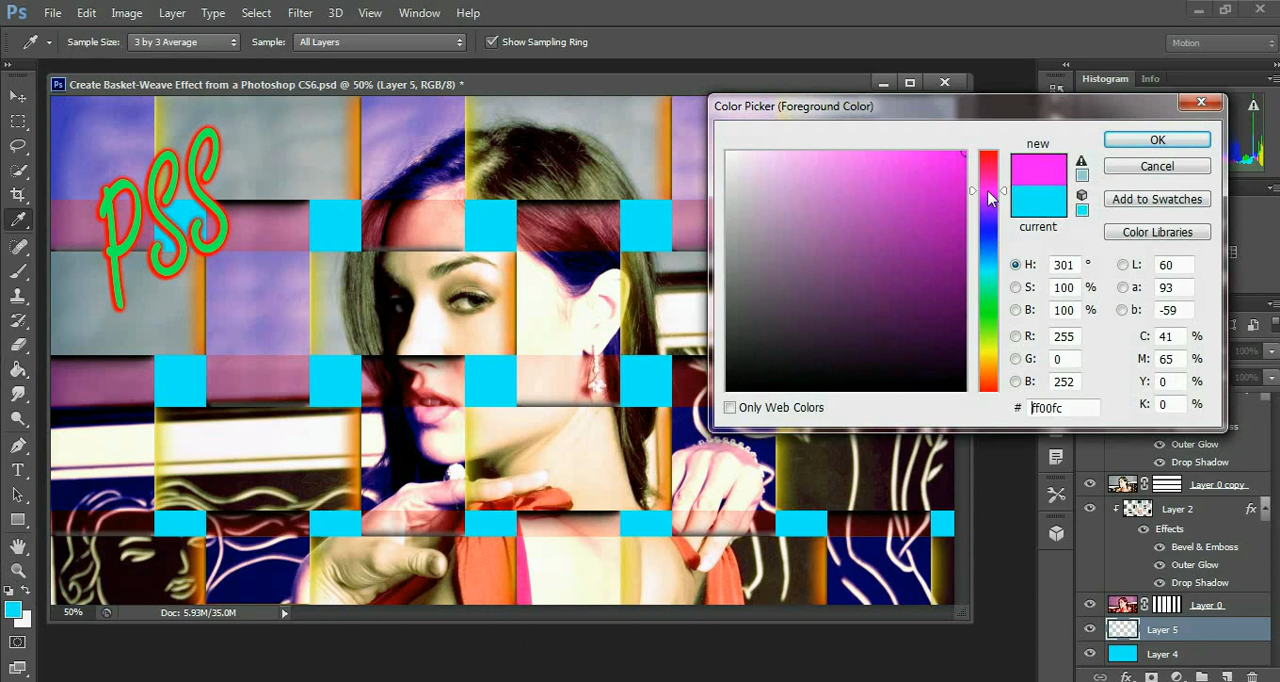 Ps File Edit Image Layer Type Select Filter 3D View Window Help
Sample Size: 3 by 3 Average Sample: All Layers Show Sampling Ring Motion
Ps Create Basket-Weave Effect from a Photoshop CS6.psd @ 50% (Layer 5, RGB/8) *
Histogram Info
Color Picker (Foreground Color)
new
OK
Cancel
Add to Swatches
current
Color Libraries
H: 301 ° L: 60
S: 100 % a: 93
B: 100 % b: -59
R: 255 C: 41 %
G: 0 M: 65 %
B: 252 Y: 0 %
Only Web Colors # ff00fc K: 0 %
PSS
100%
100%
Outer Glow
Drop Shadow
Layer 0 copy
Layer 2 fx
Effects
Bevel & Emboss
Outer Glow
Drop Shadow
Layer 0
Layer 5
Layer 4
50% Doc: 5.93M/35.0M
T
fx